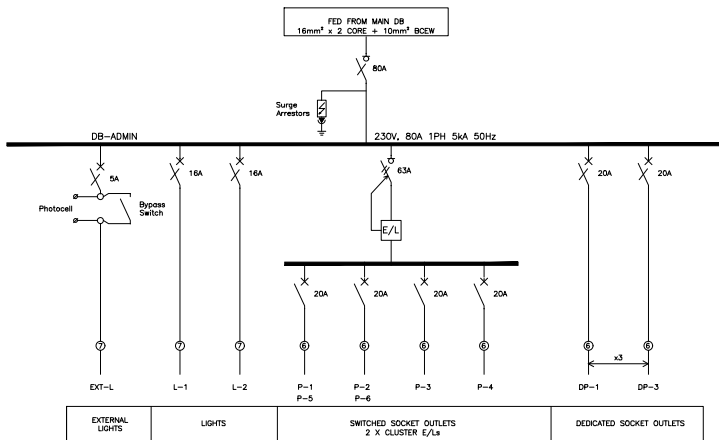 FED FROM MAIN DB
16mm² x 2 CORE + 10mm² BCEW
80A
Surge
Arrestors
DB-ADMIN
230V, 80A 1PH 5kA 50Hz
5A
16A
16A
63A
20A
20A
Photocell
Bypass
Switch
E/L
20A
20A
20A
20A
7
7
7
6
6
6
6
6
6
x3
EXT-L
L-1
L-2
P-1
P-2
P-3
P-4
DP-1
DP-3
P-5
P-6
EXTERNAL
LIGHTS
LIGHTS
SWITCHED SOCKET OUTLETS
2 X CLUSTER E/Ls
DEDICATED SOCKET OUTLETS